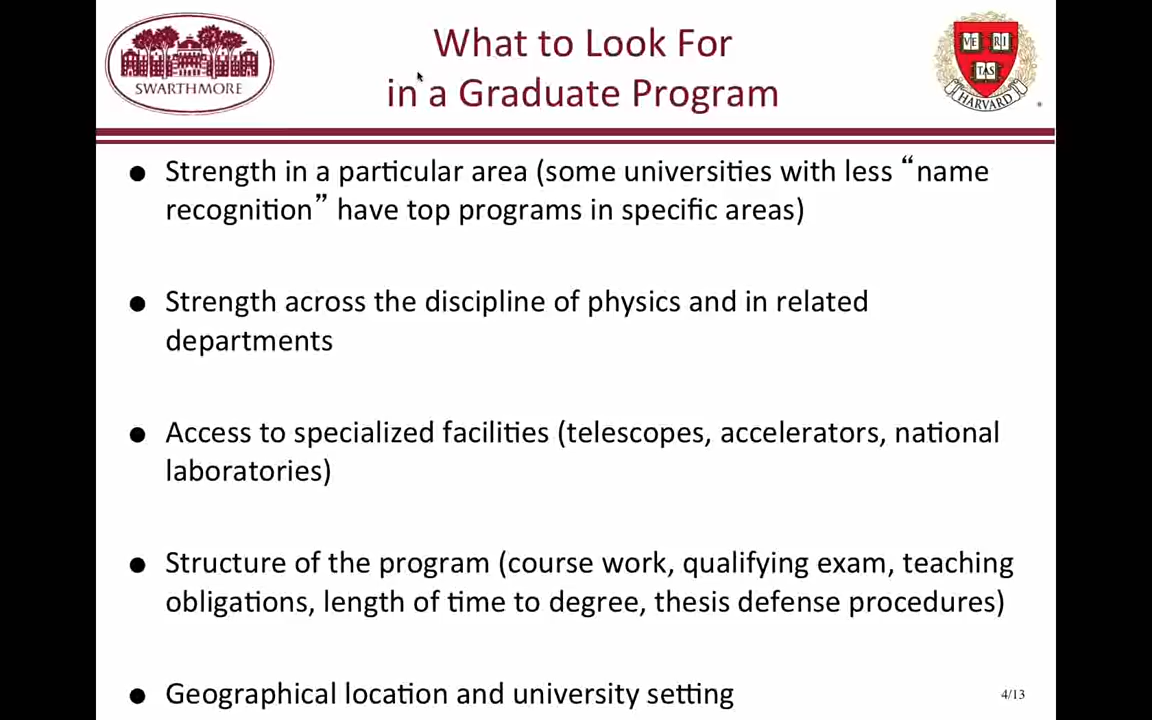 SWARTHMORE
What to Look For
in a Graduate Program
VE RI
TAS
HARVARD
● Strength in a particular area (some universities with less “name
recognition” have top programs in specific areas)
● Strength across the discipline of physics and in related
departments
● Access to specialized facilities (telescopes, accelerators, national
laboratories)
● Structure of the program (course work, qualifying exam, teaching
obligations, length of time to degree, thesis defense procedures)
● Geographical location and university setting
4/13